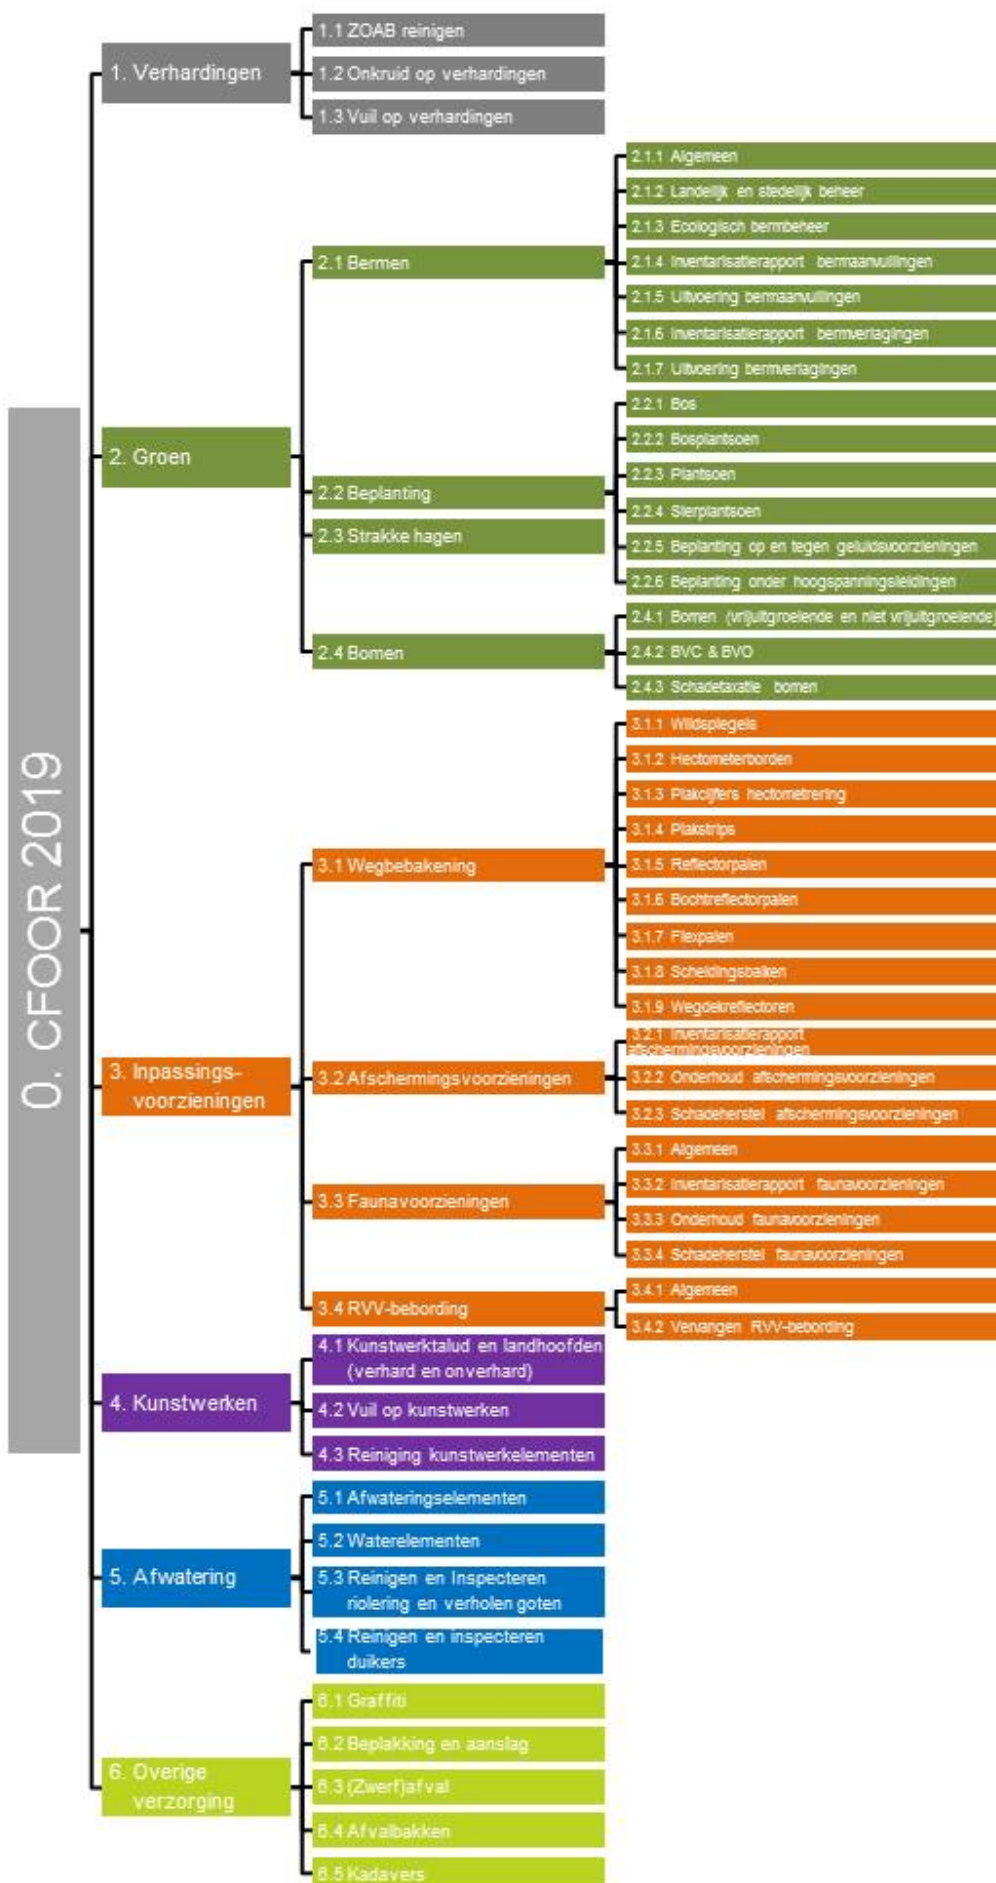 0. CFOOR 2019
1. Verhardingen
1.1 ZOAB reinigen
1.2 Onkruid op verhardingen
1.3 Vuil op verhardingen
2. Groen
2.1 Bermen
2.1.1 Algemeen
2.1.2 Landelijk en stedelijk beheer
2.1.3 Ecologisch bermbeheer
2.1.4 Inventarisatierapport bermaanvullingen
2.1.5 Uitvoering bermaanvullingen
2.1.6 Inventarisatierapport bermverlagingen
2.1.7 Uitvoering bermverlagingen
2.2 Beplanting
2.2.1 Bos
2.2.2 Bosplantsoen
2.2.3 Plantsoen
2.2.4 Sierplantsoen
2.2.5 Beplanting op en tegen geluidsvoorzieningen
2.2.6 Beplanting onder hoogspanningsleidingen
2.3 Strakke hagen
2.4 Bomen
2.4.1 Bomen (vrijuitgroeiende en niet vrijuitgroeiende)
2.4.2 BVC & BVO
2.4.3 Schadetaxatie bomen
3. Inpassings-
voorzieningen
3.1 Wegbebakening
3.1.1 Wildspiegels
3.1.2 Hectometerborden
3.1.3 Plakcijfers hectometrering
3.1.4 Plakstrips
3.1.5 Reflectorpalen
3.1.6 Bochtreflectorpalen
3.1.7 Flexpalen
3.1.8 Scheidingsbalken
3.1.9 Wegdekreflectoren
3.2 Afschermingsvoorzieningen
3.2.1 Inventarisatierapport
afschermingsvoorzieningen
3.2.2 Onderhoud afschermingsvoorzieningen
3.2.3 Schadeherstel afschermingsvoorzieningen
3.3 Faunavoorzieningen
3.3.1 Algemeen
3.3.2 Inventarisatierapport faunavoorzieningen
3.3.3 Onderhoud faunavoorzieningen
3.3.4 Schadeherstel faunavoorzieningen
3.4 RVV-bebording
3.4.1 Algemeen
3.4.2 Vervangen RVV-bebording
4. Kunstwerken
4.1 Kunstwerktalud en landhoofden
(verhard en onverhard)
4.2 Vuil op kunstwerken
4.3 Reiniging kunstwerkelementen
5. Afwatering
5.1 Afwateringselementen
5.2 Waterelementen
5.3 Reinigen en Inspecteren
riolering en verholen goten
5.4 Reinigen en inspecteren
duikers
6. Overige
verzorging
6.1 Graffiti
6.2 Beplakking en aanslag
6.3 (Zwerf)afval
6.4 Afvalbakken
6.5 Kadavers